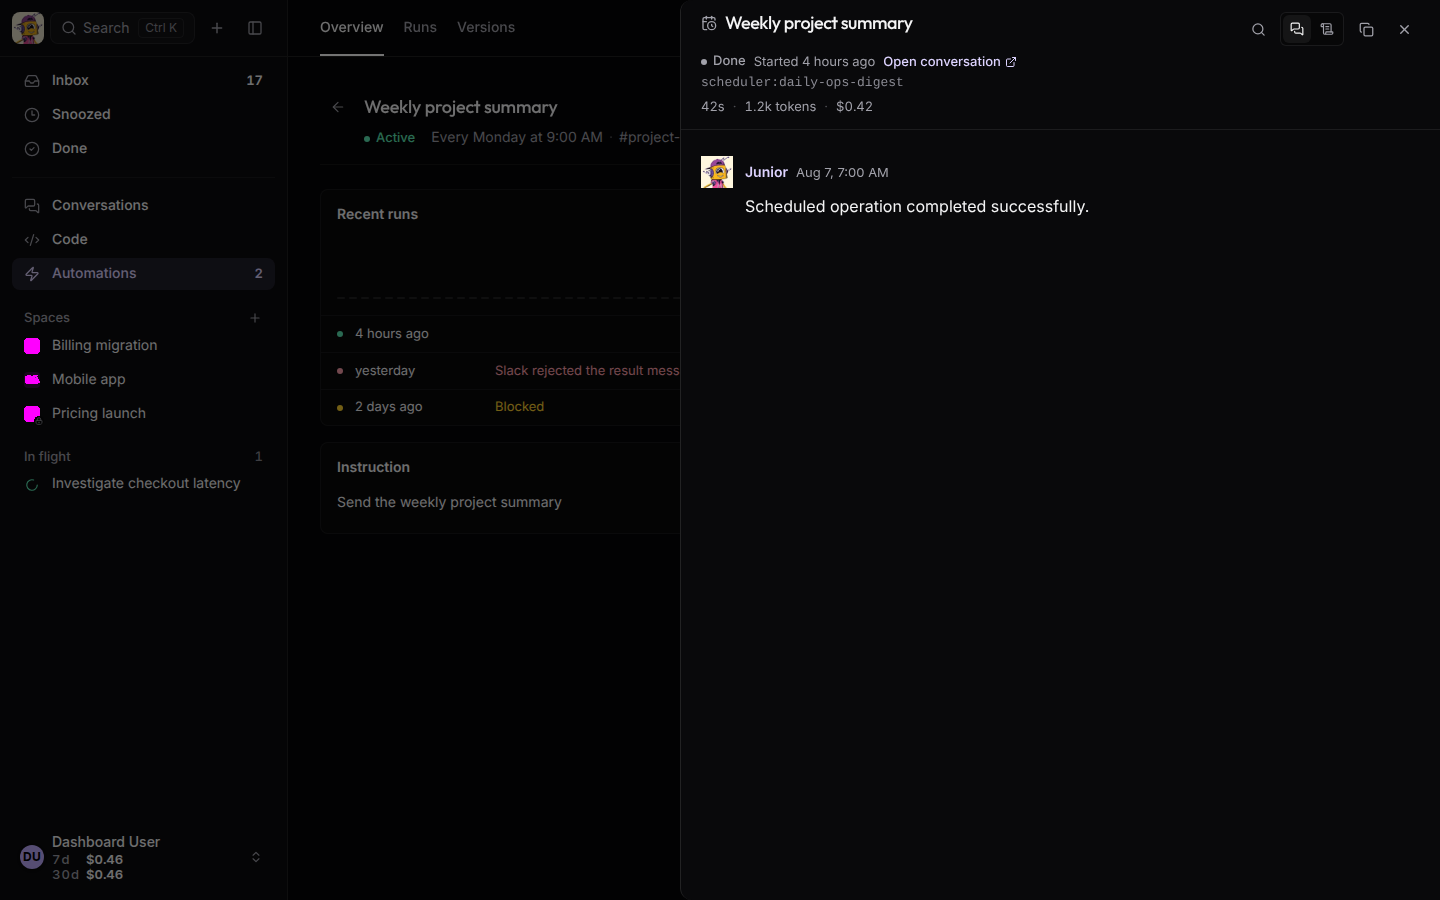 Search Ctrl K
Inbox 17
Snoozed
Done
Conversations
Code
Automations 2
Spaces
Billing migration
Mobile app
Pricing launch
In flight 1
Investigate checkout latency
DU Dashboard User
7d $0.46
30d $0.46
Overview Runs Versions
Weekly project summary
Active Every Monday at 9:00 AM · #project-
Recent runs
4 hours ago
yesterday Slack rejected the result mess
2 days ago Blocked
Instruction
Send the weekly project summary
Weekly project summary
Done Started 4 hours ago Open conversation
scheduler:daily-ops-digest
42s · 1.2k tokens · $0.42
Junior Aug 7, 7:00 AM
Scheduled operation completed successfully.